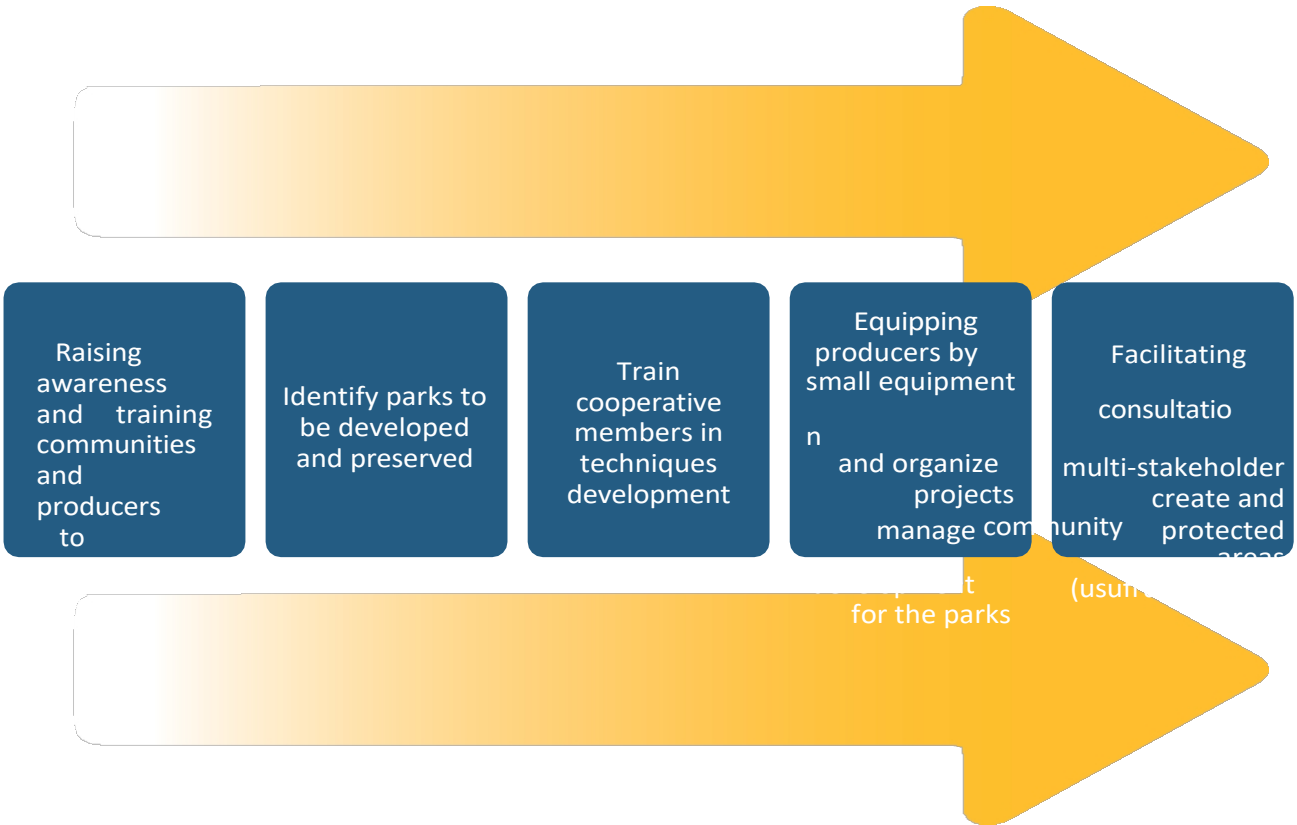 Raising
awareness
and training
communities
and
producers
to
Identify parks to
be developed
and preserved
Train
cooperative
members in
techniques
development
Equipping
producers by
small equipment
n
and organize
projects
manage community
for the parks
Facilitating
consultatio
multi-stakeholder
create and
protected
areas